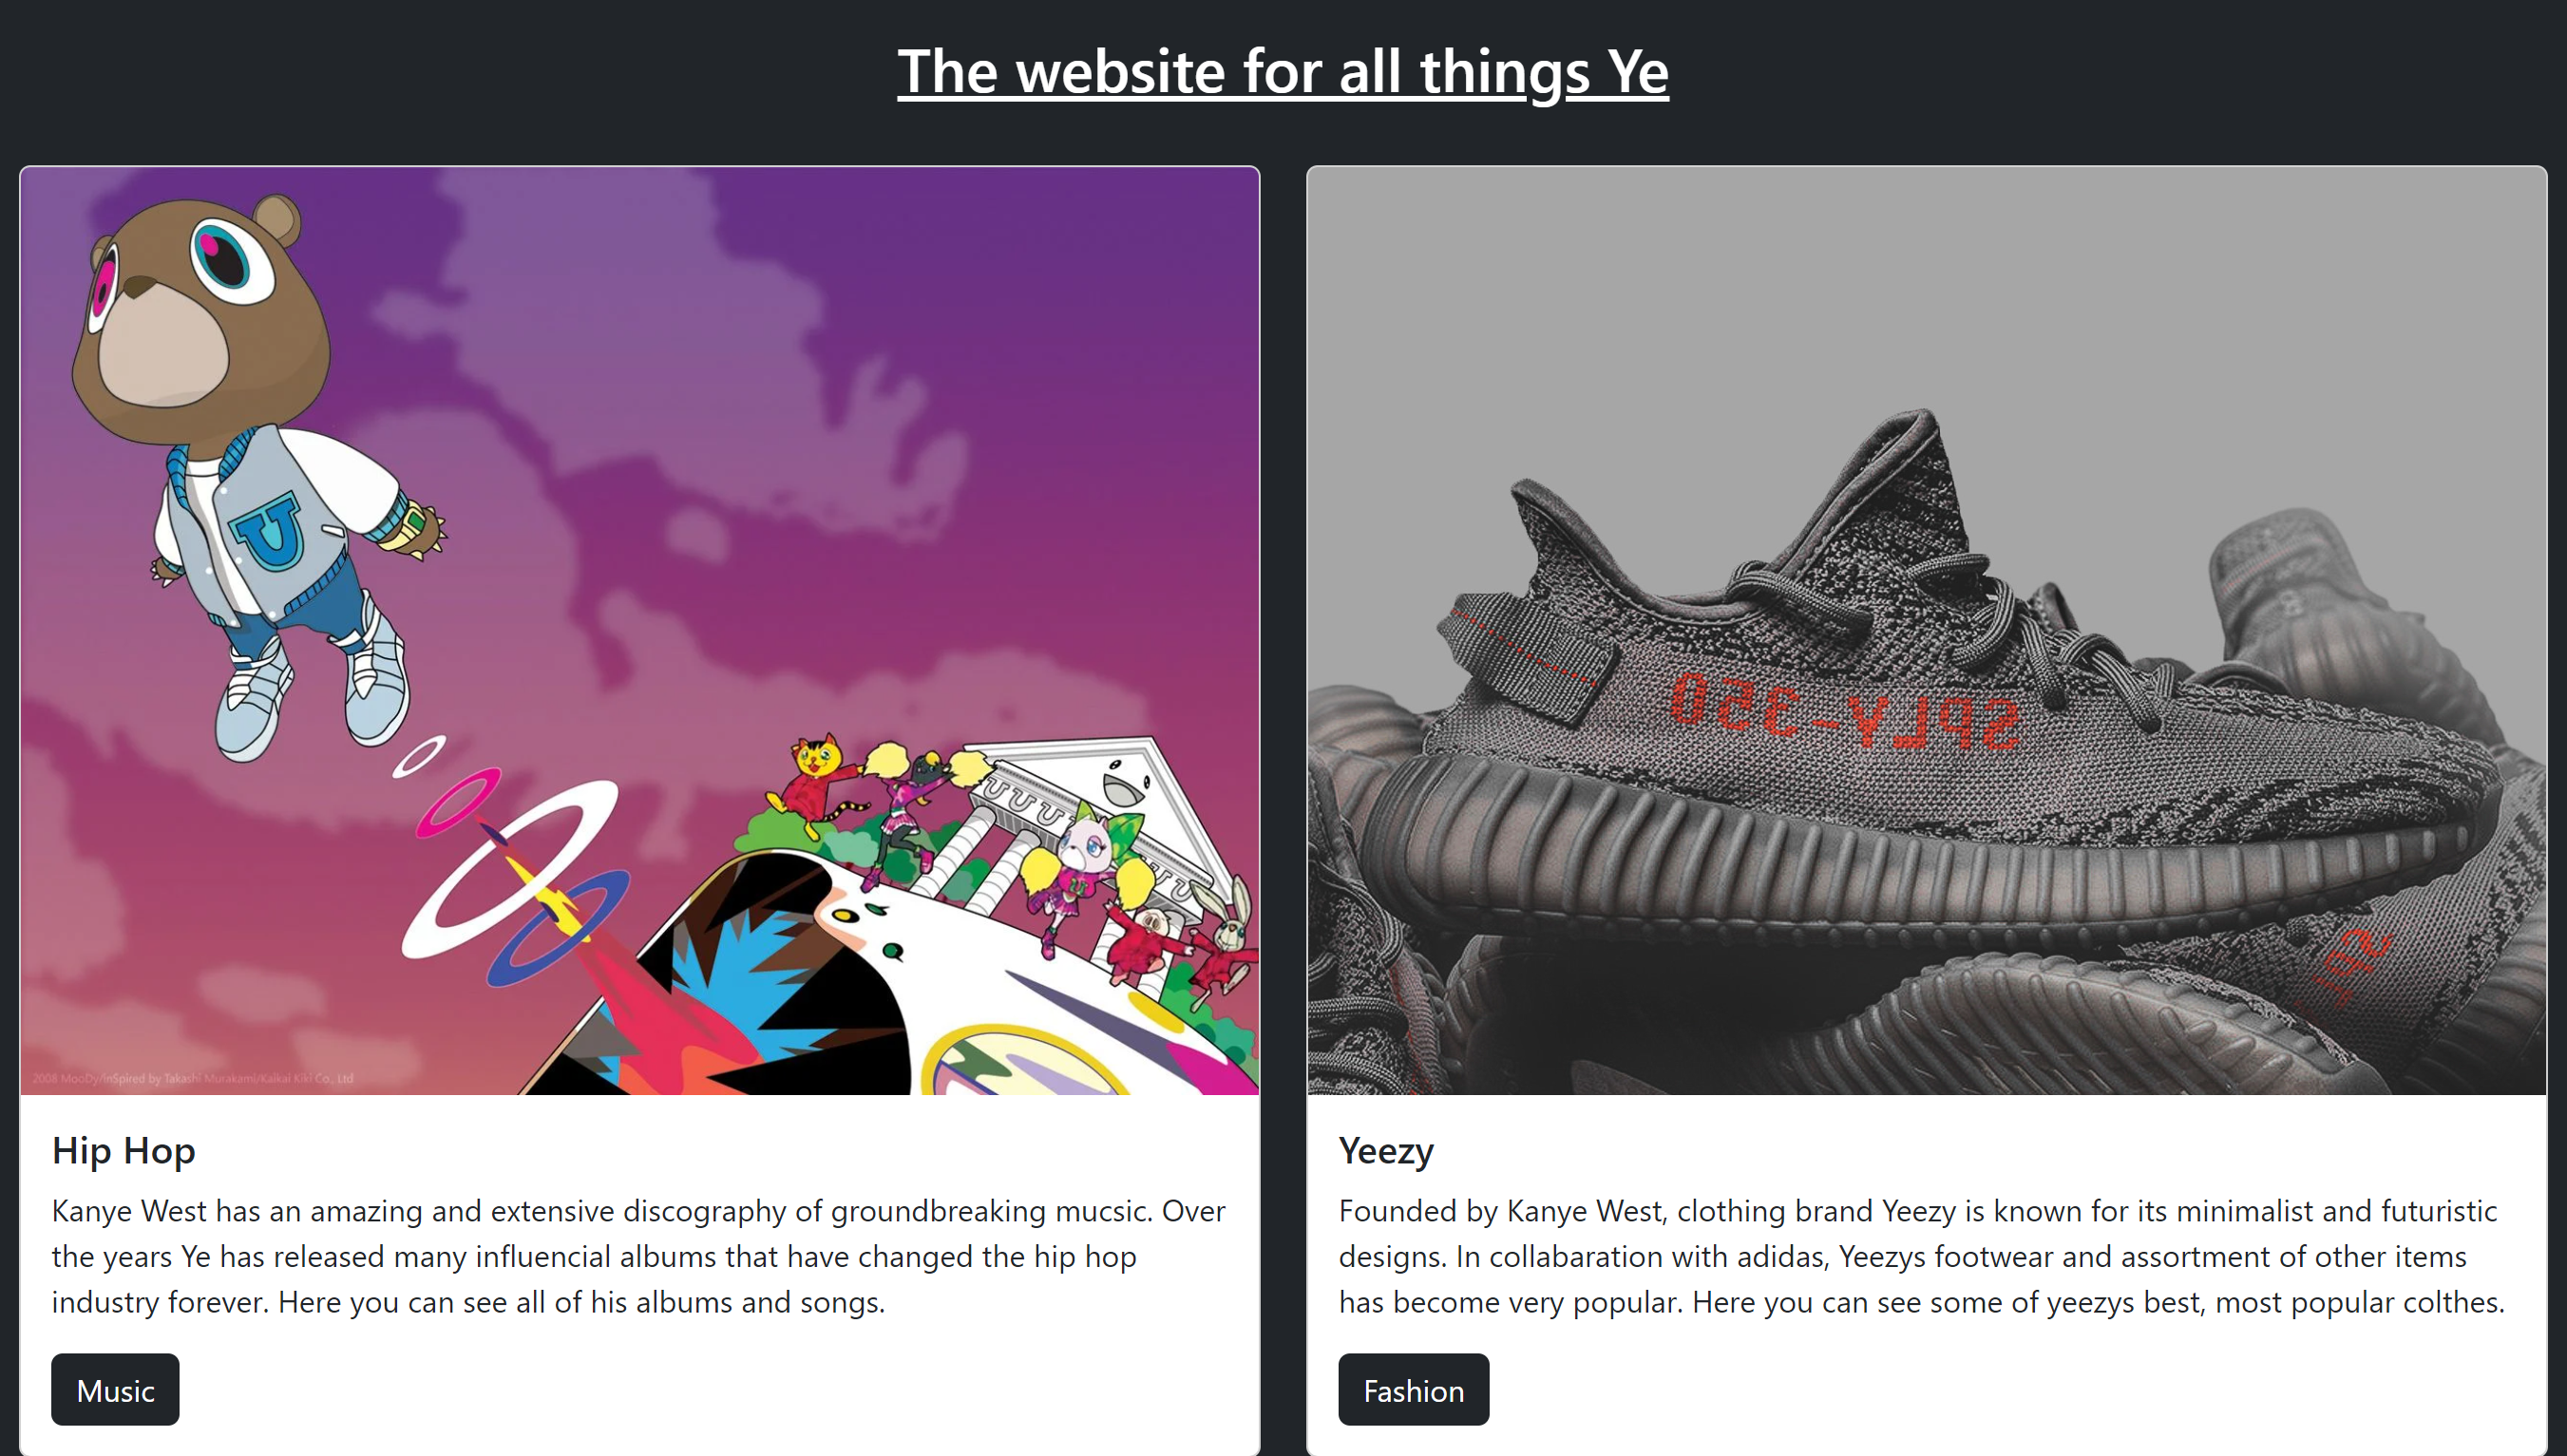 The website for all things Ye
U
UUUU
UU
SPLY-350
SPL
2008 MooDy/inSpired by Takashi Murakami/Kaikai Kiki Co., Ltd
Hip Hop
Kanye West has an amazing and extensive discography of groundbreaking mucsic. Over
the years Ye has released many influencial albums that have changed the hip hop
industry forever. Here you can see all of his albums and songs.
Music
Yeezy
Founded by Kanye West, clothing brand Yeezy is known for its minimalist and futuristic
designs. In collabaration with adidas, Yeezys footwear and assortment of other items
has become very popular. Here you can see some of yeezys best, most popular colthes.
Fashion